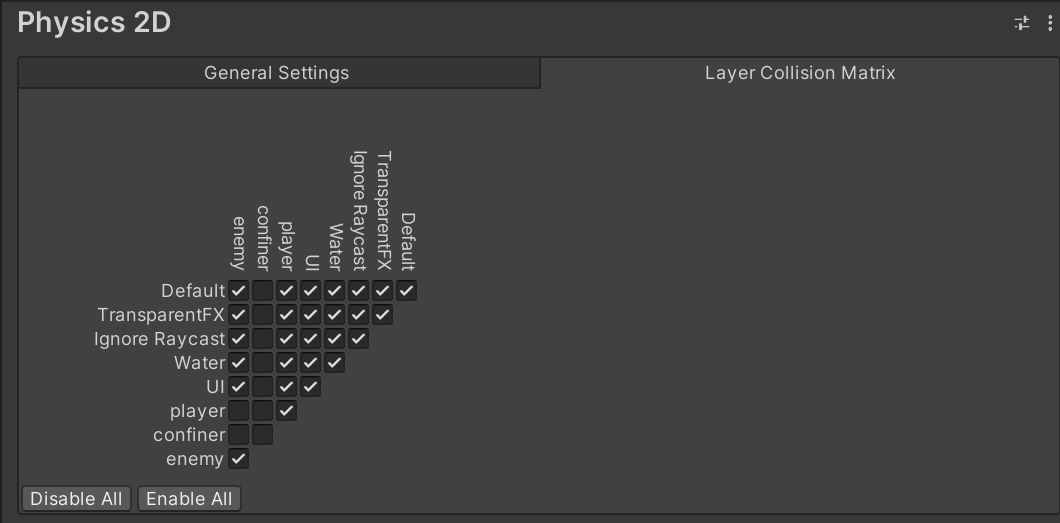 Physics 2D
General Settings
Layer Collision Matrix
enemy
confiner
player
UI
Water
Ignore Raycast
TransparentFX
Default
Default
TransparentFX
Ignore Raycast
Water
UI
player
confiner
enemy
Disable All
Enable All